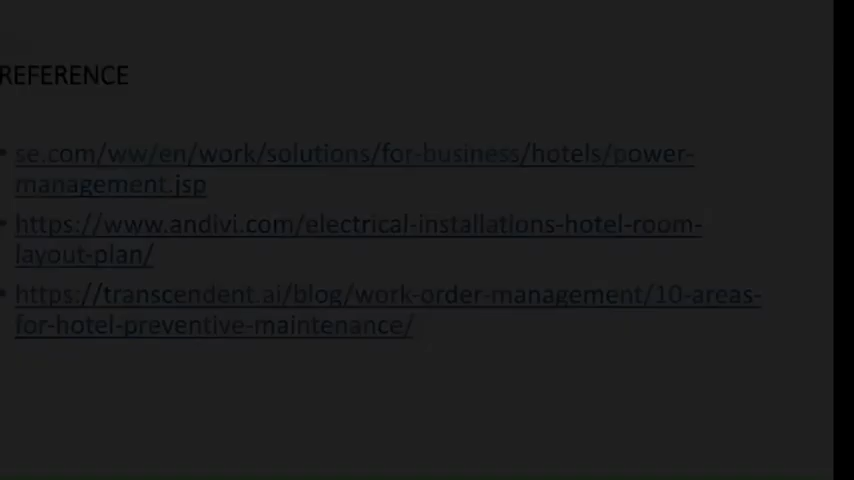 REFERENCE
• se.com/ww/en/work/solutions/for-business/hotels/power-
management.jsp
• https://www.andivi.com/electrical-installations-hotel-room-
layout-plan/
• https://transcendent.ai/blog/work-order-management/10-areas-
for-hotel-preventive-maintenance/